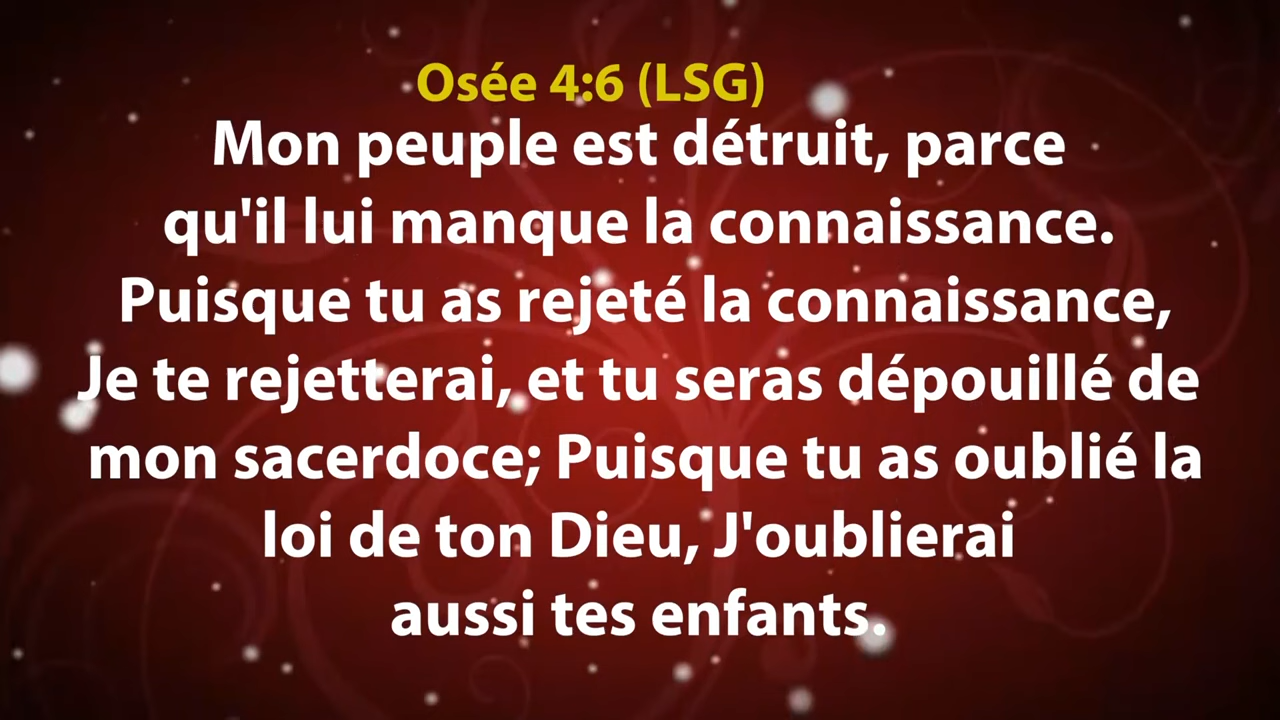 Osée 4:6 (LSG)
Mon peuple est détruit, parce
qu'il lui manque la connaissance.
Puisque tu as rejeté la connaissance,
Je te rejetterai, et tu seras dépouillé de
mon sacerdoce; Puisque tu as oublié la
loi de ton Dieu, J'oublierai
aussi tes enfants.